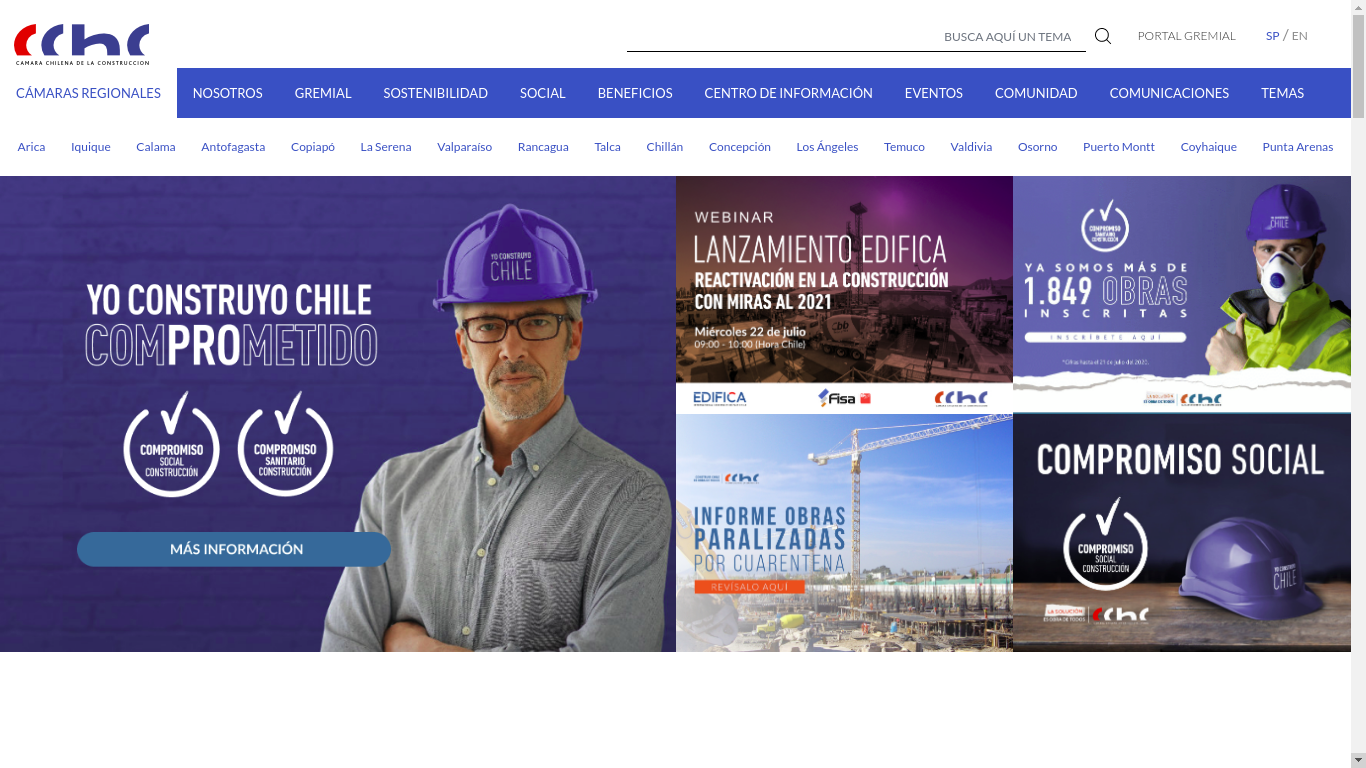 CÁMARA CHILENA DE LA CONSTRUCCIÓN
BUSCA AQUÍ UN TEMA
PORTAL GREMIAL
SP / EN
CÁMARAS REGIONALES NOSOTROS GREMIAL SOSTENIBILIDAD SOCIAL BENEFICIOS CENTRO DE INFORMACIÓN EVENTOS COMUNIDAD COMUNICACIONES TEMAS
Arica Iquique Calama Antofagasta Copiapó La Serena Valparaíso Rancagua Talca Chillán Concepción Los Ángeles Temuco Valdivia Osorno Puerto Montt Coyhaique Punta Arenas
YO CONSTRUYO CHILE
COMPROMETIDO
COMPROMISO
SOCIAL
CONSTRUCCIÓN
COMPROMISO
SANITARIO
CONSTRUCCIÓN
MÁS INFORMACIÓN
YO CONSTRUYO
CHILE
WEBINAR
LANZAMIENTO EDIFICA
REACTIVACIÓN EN LA CONSTRUCCIÓN
CON MIRAS AL 2021
Miércoles 22 de julio
09:00 - 10:00 (Hora Chile)
EDIFICA
Fisa
COMPROMISO
SANITARIO
CONSTRUCCIÓN
YA SOMOS MÁS DE
1.849 OBRAS
INSCRITAS
INSCRÍBETE AQUÍ
YO CONSTRUYO
CHILE
INFORME OBRAS
PARALIZADAS
POR CUARENTENA
REVÍSALO AQUÍ
COMPROMISO SOCIAL
COMPROMISO
SOCIAL
CONSTRUCCIÓN
YO CONSTRUYO
CHILE
LA SOLUCIÓN
ES OBRA DE TODOS